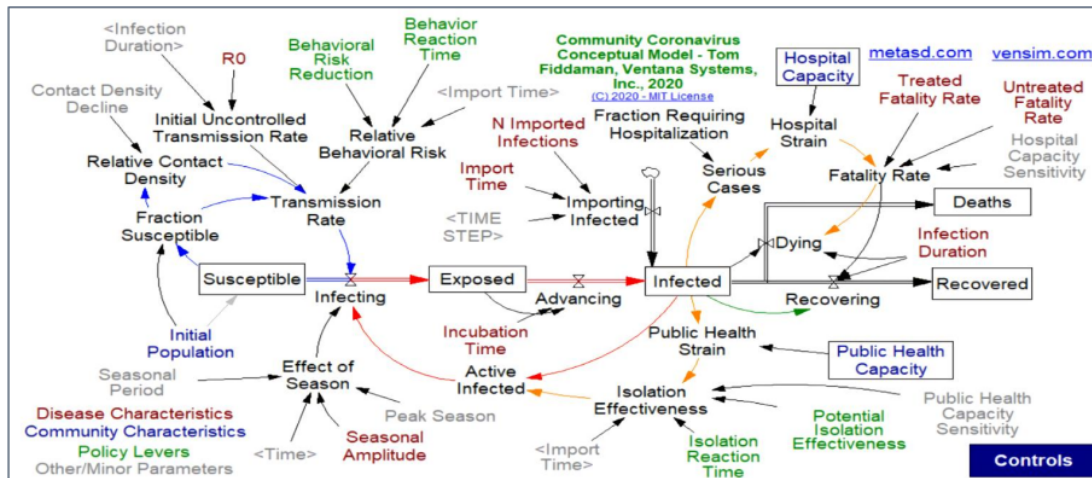 <Infection
Duration>
R0
Behavioral
Risk
Reduction
Behavior
Reaction
Time
Community Coronavirus
Conceptual Model - Tom
Fiddaman, Ventana Systems,
Inc., 2020
(C) 2020 - MIT License
Hospital
Capacity
metasd.com
vensim.com
Contact Density
Decline
Initial Uncontrolled
Transmission Rate
<Import Time>
Relative
Behavioral Risk
N Imported
Infections
Fraction Requiring
Hospitalization
Hospital
Strain
Treated
Fatality Rate
Untreated
Fatality
Rate
Hospital
Capacity
Sensitivity
Relative Contact
Density
Import
Time
Serious
Cases
Fatality Rate
Fraction
Susceptible
Transmission
Rate
<TIME
STEP>
Importing
Infected
Deaths
Dying
Infection
Duration
Susceptible
Infecting
Exposed
Advancing
Infected
Recovering
Recovered
Initial
Population
Incubation
Time
Public Health
Strain
Public Health
Capacity
Seasonal
Period
Effect of
Season
Active
Infected
Isolation
Effectiveness
Peak Season
Disease Characteristics
Community Characteristics
Policy Levers
Other/Minor Parameters
<Time>
Seasonal
Amplitude
<Import
Time>
Isolation
Reaction
Time
Potential
Isolation
Effectiveness
Public Health
Capacity
Sensitivity
Controls